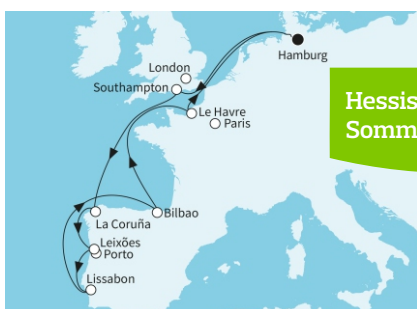 Hamburg
London
Southampton
Le Havre
Paris
Hessis
Somm
La Coruña
Bilbao
Leixões
Porto
Lissabon